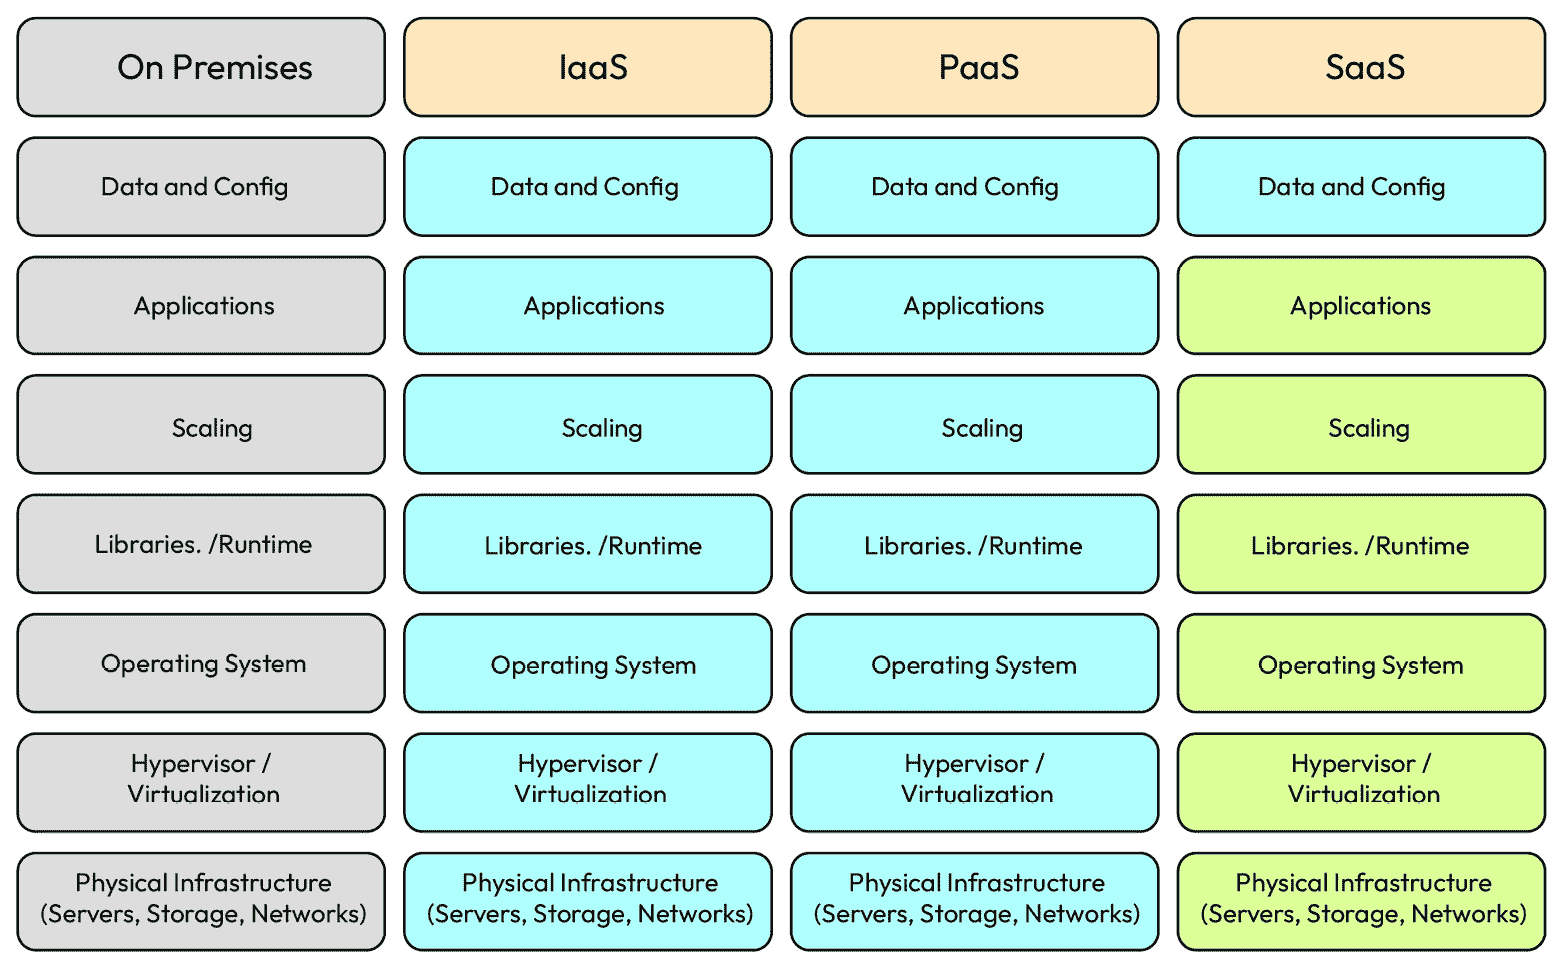 On Premises
IaaS
PaaS
SaaS
Data and Config
Data and Config
Data and Config
Data and Config
Applications
Applications
Applications
Applications
Scaling
Scaling
Scaling
Scaling
Libraries. /Runtime
Libraries. /Runtime
Libraries. /Runtime
Libraries. /Runtime
Operating System
Operating System
Operating System
Operating System
Hypervisor /
Virtualization
Hypervisor /
Virtualization
Hypervisor /
Virtualization
Hypervisor /
Virtualization
Physical Infrastructure
(Servers, Storage, Networks)
Physical Infrastructure
(Servers, Storage, Networks)
Physical Infrastructure
(Servers, Storage, Networks)
Physical Infrastructure
(Servers, Storage, Networks)